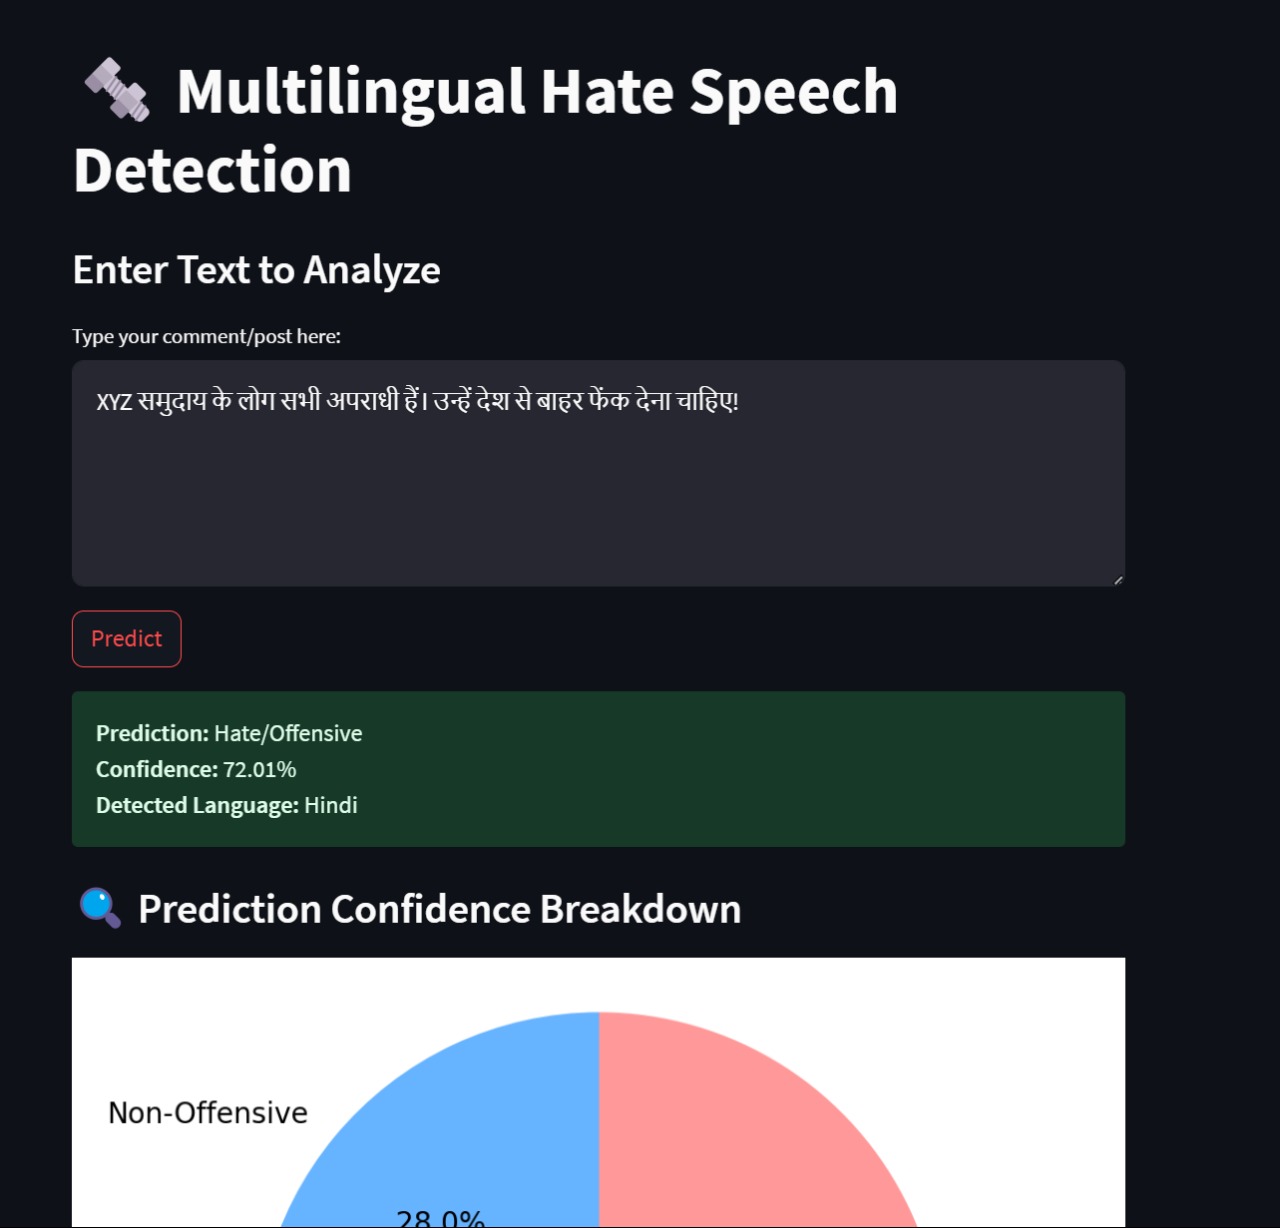 Multilingual Hate Speech
Detection
Enter Text to Analyze
Type your comment/post here:
XYZ समुदाय के लोग सभी अपराधी हैं। उन्हें देश से बाहर फेंक देना चाहिए!
Predict
Prediction: Hate/Offensive
Confidence: 72.01%
Detected Language: Hindi
Prediction Confidence Breakdown
Non-Offensive
28.0%